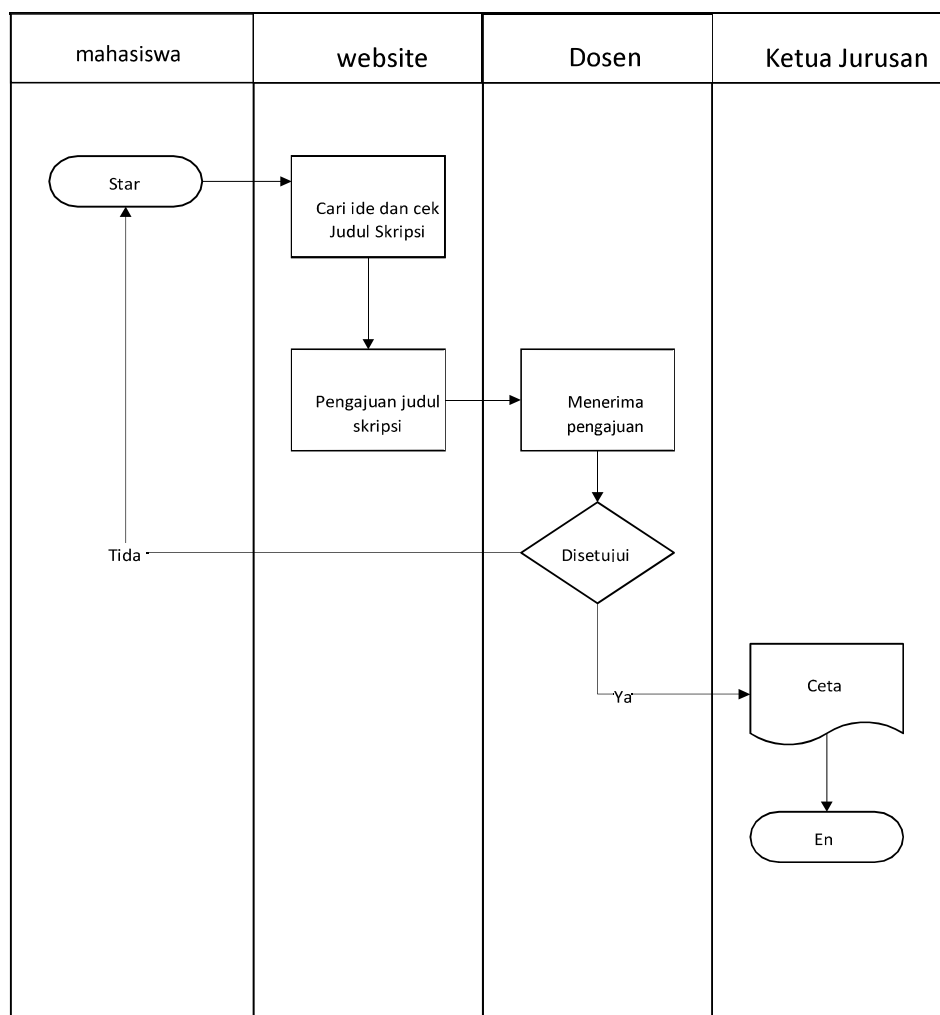 mahasiswa
website
Dosen
Ketua Jurusan
Star
Cari ide dan cek
Judul Skripsi
Pengajuan judul
skripsi
Menerima
pengajuan
Disetujui
Tida
Ya
Ceta
En